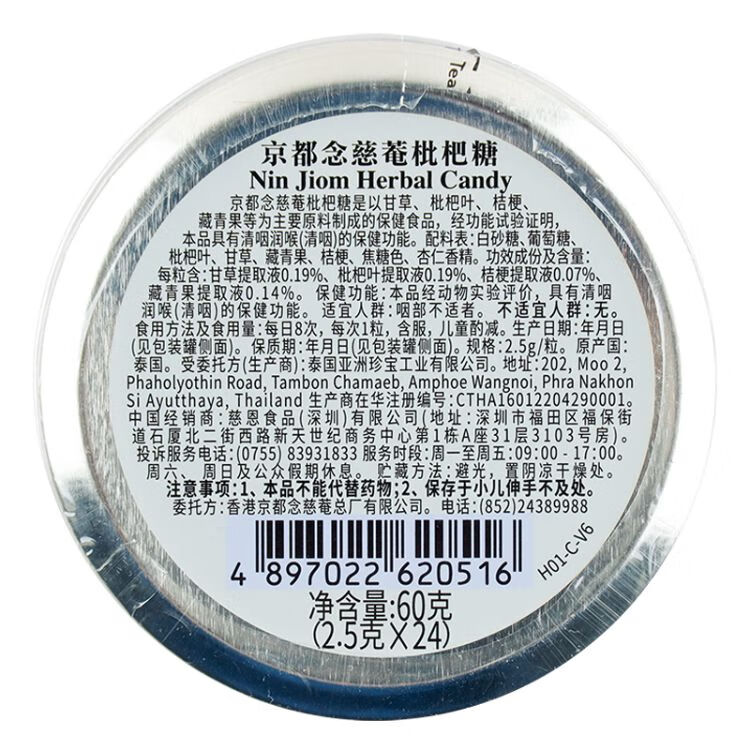 Tea
京都念慈菴枇杷糖
Nin Jiom Herbal Candy
京都念慈菴枇杷糖是以甘草、枇杷叶、桔梗、
藏青果等为主要原料制成的保健食品，经功能试验证明，
本品具有清咽润喉(清咽)的保健功能。配料表:白砂糖、葡萄糖、
枇杷叶、甘草、藏青果、桔梗、焦糖色、杏仁香精。功效成份及含量:
每粒含:甘草提取液0.19%、枇杷叶提取液0.19%、桔梗提取液0.07%、
藏青果提取液0.14%。保健功能:本品经动物实验评价，具有清咽
润喉(清咽)的保健功能。适宜人群:咽部不适者。不适宜人群:无。
食用方法及食用量:每日8次，每次1粒，含服，儿童酌减。生产日期:年月日
(见包装罐侧面)。保质期:年月日(见包装罐侧面)。规格:2.5g/粒。原产国:
泰国。受委托方(生产商):泰国亚洲珍宝工业有限公司。地址:202, Moo 2,
Phaholyothin Road, Tambon Chamaeb, Amphoe Wangnoi, Phra Nakhon
Si Ayutthaya, Thailand 生产商在华注册编号:CTHA16012204290001.
中国经销商:慈恩食品(深圳)有限公司(地址:深圳市福田区福保街
道石厦北二街西路新天世纪商务中心第1栋A座31层3103号房)。
投诉服务电话:(0755) 83931833 服务时段:周一至周五:09:00 - 17:00.
周六、周日及公众假期休息。贮藏方法:避光，置阴凉干燥处。
注意事项:1、本品不能代替药物;2、保存于小儿伸手不及处。
委托方:香港京都念慈菴总厂有限公司。电话:(852)24389988
4 897022 620516
H01-C-V6
净含量:60克
(2.5克X24)